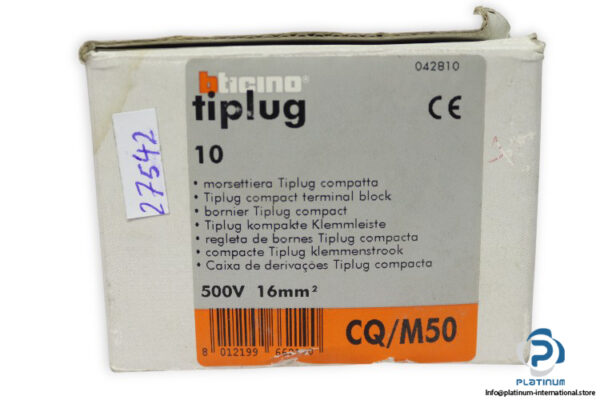 bticino®
042810
tiplug
CE
10
• morsettiera Tiplug compatta
• Tiplug compact terminal block
• bornier Tiplug compact
• Tiplug kompakte Klemmleiste
• regleta de bornes Tiplug compacta
• compacte Tiplug klemmenstrook
• Caixa de derivações Tiplug compacta
500V 16mm²
CQ/M50
8 012199
27542
PLATINUM
Info@platinum-international.store